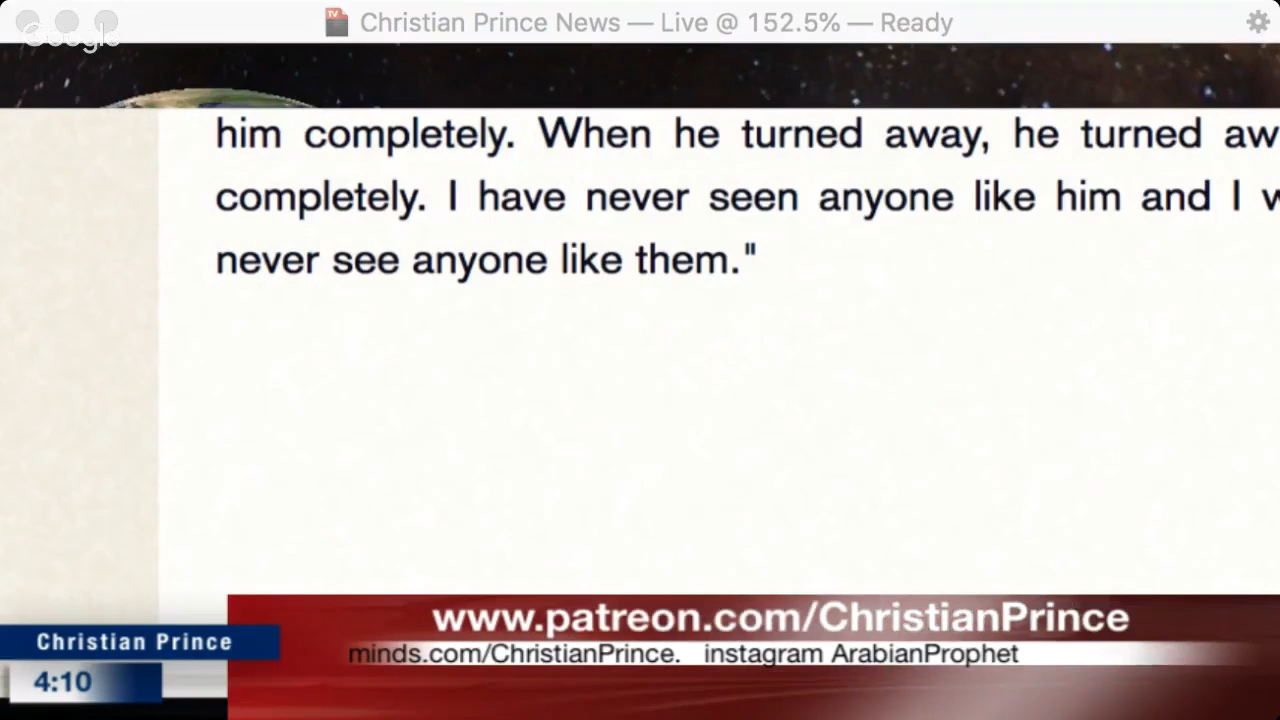 Christian Prince News — Live @ 152.5% — Ready
Google
him completely. When he turned away, he turned
completely. I have never seen anyone like him and I
never see anyone like them."
www.patreon.com/ChristianPrince
Christian Prince
minds.com/ChristianPrince. instagram ArabianProphet
4:10